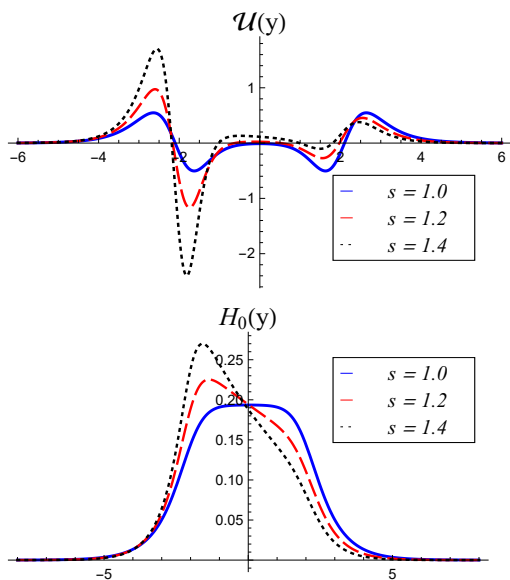 𝒰(y)
1
-6 -4 -2 2 4 6
-1
-2
s = 1.0
s = 1.2
s = 1.4
H₀(y)
0.25
0.20
0.15
0.10
0.05
-5 5
s = 1.0
s = 1.2
s = 1.4